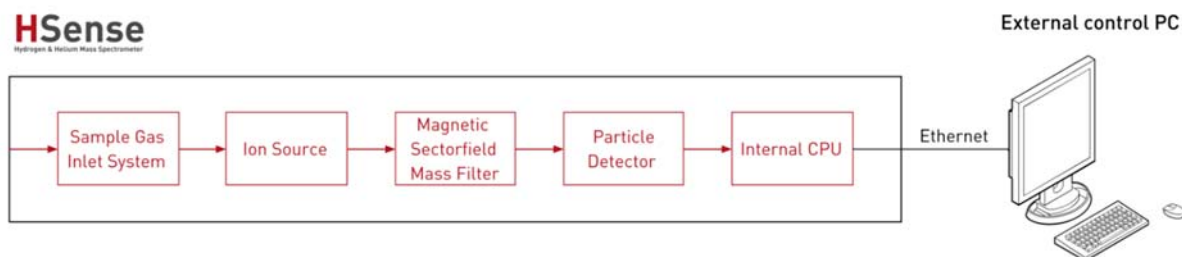 HSense
Hydrogen & Helium Mass Spectrometer
External control PC
Sample Gas
Inlet System
Ion Source
Magnetic
Sectorfield
Mass Filter
Particle
Detector
Internal CPU
Ethernet